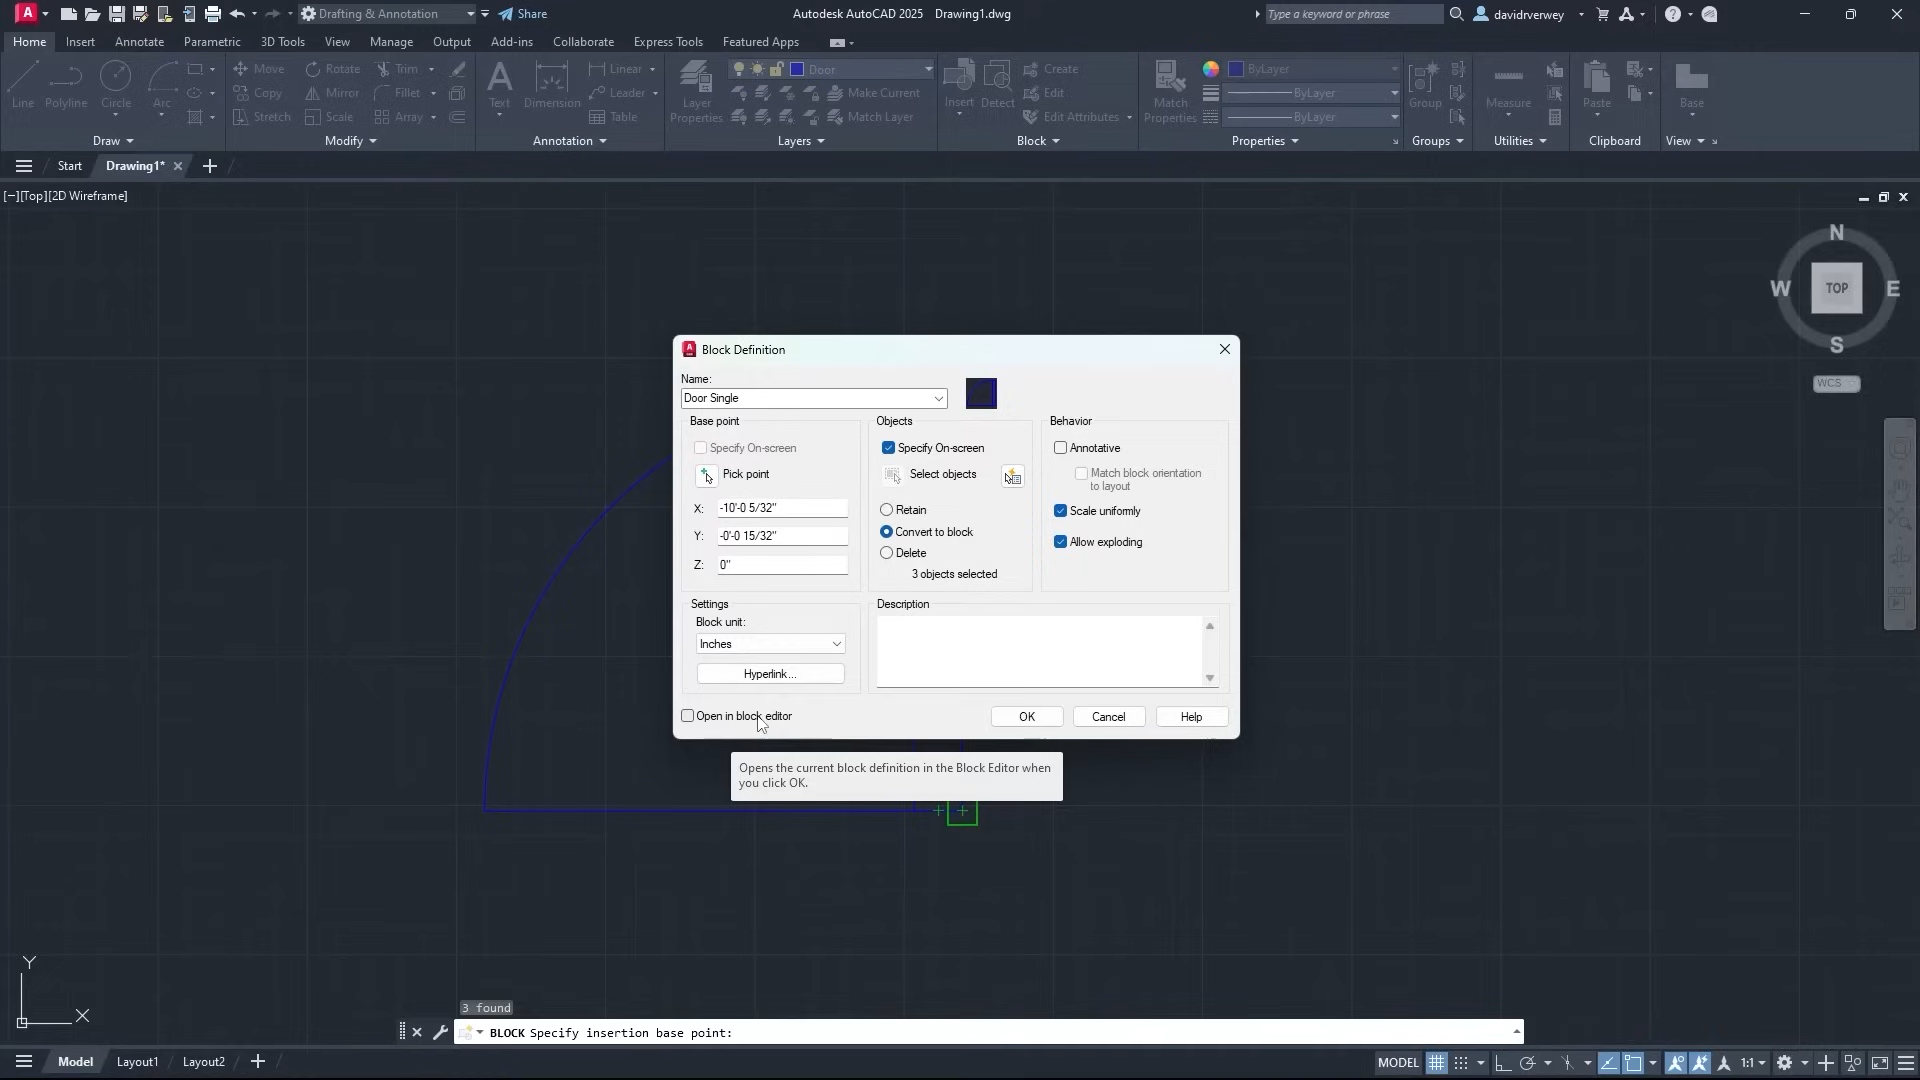 Drafting & Annotation
Share
Autodesk AutoCAD 2025 Drawing1.dwg
Type a keyword or phrase
davidrverwey
Home Insert Annotate Parametric 3D Tools View Manage Output Add-ins Collaborate Express Tools Featured Apps
Line Polyline Circle Arc
Move Rotate Trim
Copy Mirror Fillet
Stretch Scale Array
Text Dimension
Linear
Leader
Table
Layer Properties
Door
Make Current
Match Layer
Insert Detect
Create
Edit
Edit Attributes
Match Properties
ByLayer
ByLayer
ByLayer
Group
Measure
Paste
Base
Draw Modify Annotation Layers Block Properties Groups Utilities Clipboard View
Start Drawing1*
[−][Top][2D Wireframe]
N
W TOP E
S
WCS
Block Definition
Name:
Door Single
Base point
Specify On-screen
Pick point
X: -10'-0 5/32"
Y: -0'-0 15/32"
Z: 0"
Objects
Specify On-screen
Select objects
Retain
Convert to block
Delete
3 objects selected
Behavior
Annotative
Match block orientation
to layout
Scale uniformly
Allow exploding
Settings
Block unit:
Inches
Hyperlink...
Description
Open in block editor
OK Cancel Help
Opens the current block definition in the Block Editor when
you click OK.
Y
X
3 found
BLOCK Specify insertion base point:
Model Layout1 Layout2
MODEL
1:1